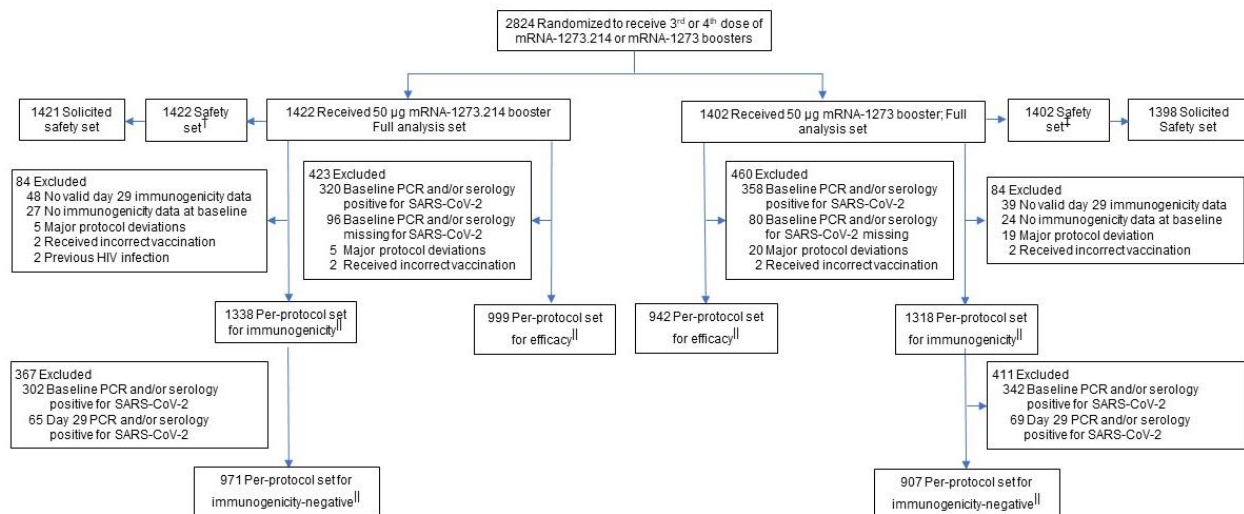 2824 Randomized to receive 3rd or 4th dose of
mRNA-1273.214 or mRNA-1273 boosters
1421 Solicited
safety set
1422 Safety
set†
1422 Received 50 µg mRNA-1273.214 booster
Full analysis set
1402 Received 50 µg mRNA-1273 booster; Full
analysis set
1402 Safety
set‡
1398 Solicited
Safety set
84 Excluded
48 No valid day 29 immunogenicity data
27 No immunogenicity data at baseline
5 Major protocol deviations
2 Received incorrect vaccination
2 Previous HIV infection
423 Excluded
320 Baseline PCR and/or serology
positive for SARS-CoV-2
96 Baseline PCR and/or serology
missing for SARS-CoV-2
5 Major protocol deviations
2 Received incorrect vaccination
460 Excluded
358 Baseline PCR and/or serology
positive for SARS-CoV-2
80 Baseline PCR and/or serology
for SARS-CoV-2 missing
20 Major protocol deviations
2 Received incorrect vaccination
84 Excluded
39 No valid day 29 immunogenicity data
24 No immunogenicity data at baseline
19 Major protocol deviation
2 Received incorrect vaccination
1338 Per-protocol set
for immunogenicity||
999 Per-protocol set
for efficacy||
942 Per-protocol set
for efficacy||
1318 Per-protocol set
for immunogenicity||
367 Excluded
302 Baseline PCR and/or serology
positive for SARS-CoV-2
65 Day 29 PCR and/or serology
positive for SARS-CoV-2
411 Excluded
342 Baseline PCR and/or serology
positive for SARS-CoV-2
69 Day 29 PCR and/or serology
positive for SARS-CoV-2
971 Per-protocol set for
immunogenicity-negative||
907 Per-protocol set for
immunogenicity-negative||